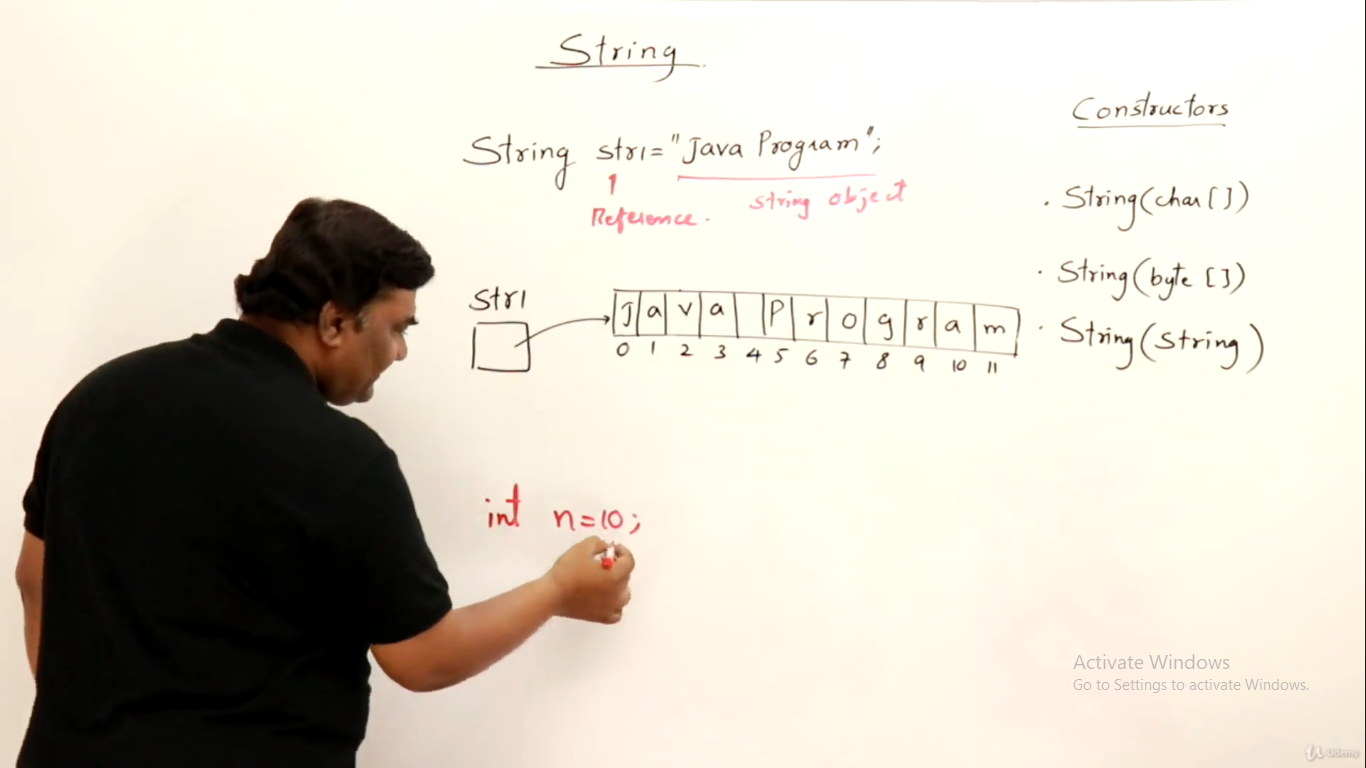 String
String str1="Java Program";
Reference.
string object
Constructors
. String(char[])
. String(byte [])
. String(String)
str1
J a v a P r o g r a m
0 1 2 3 4 5 6 7 8 9 10 11
int n=10;
Activate Windows
Go to Settings to activate Windows.
Udemy